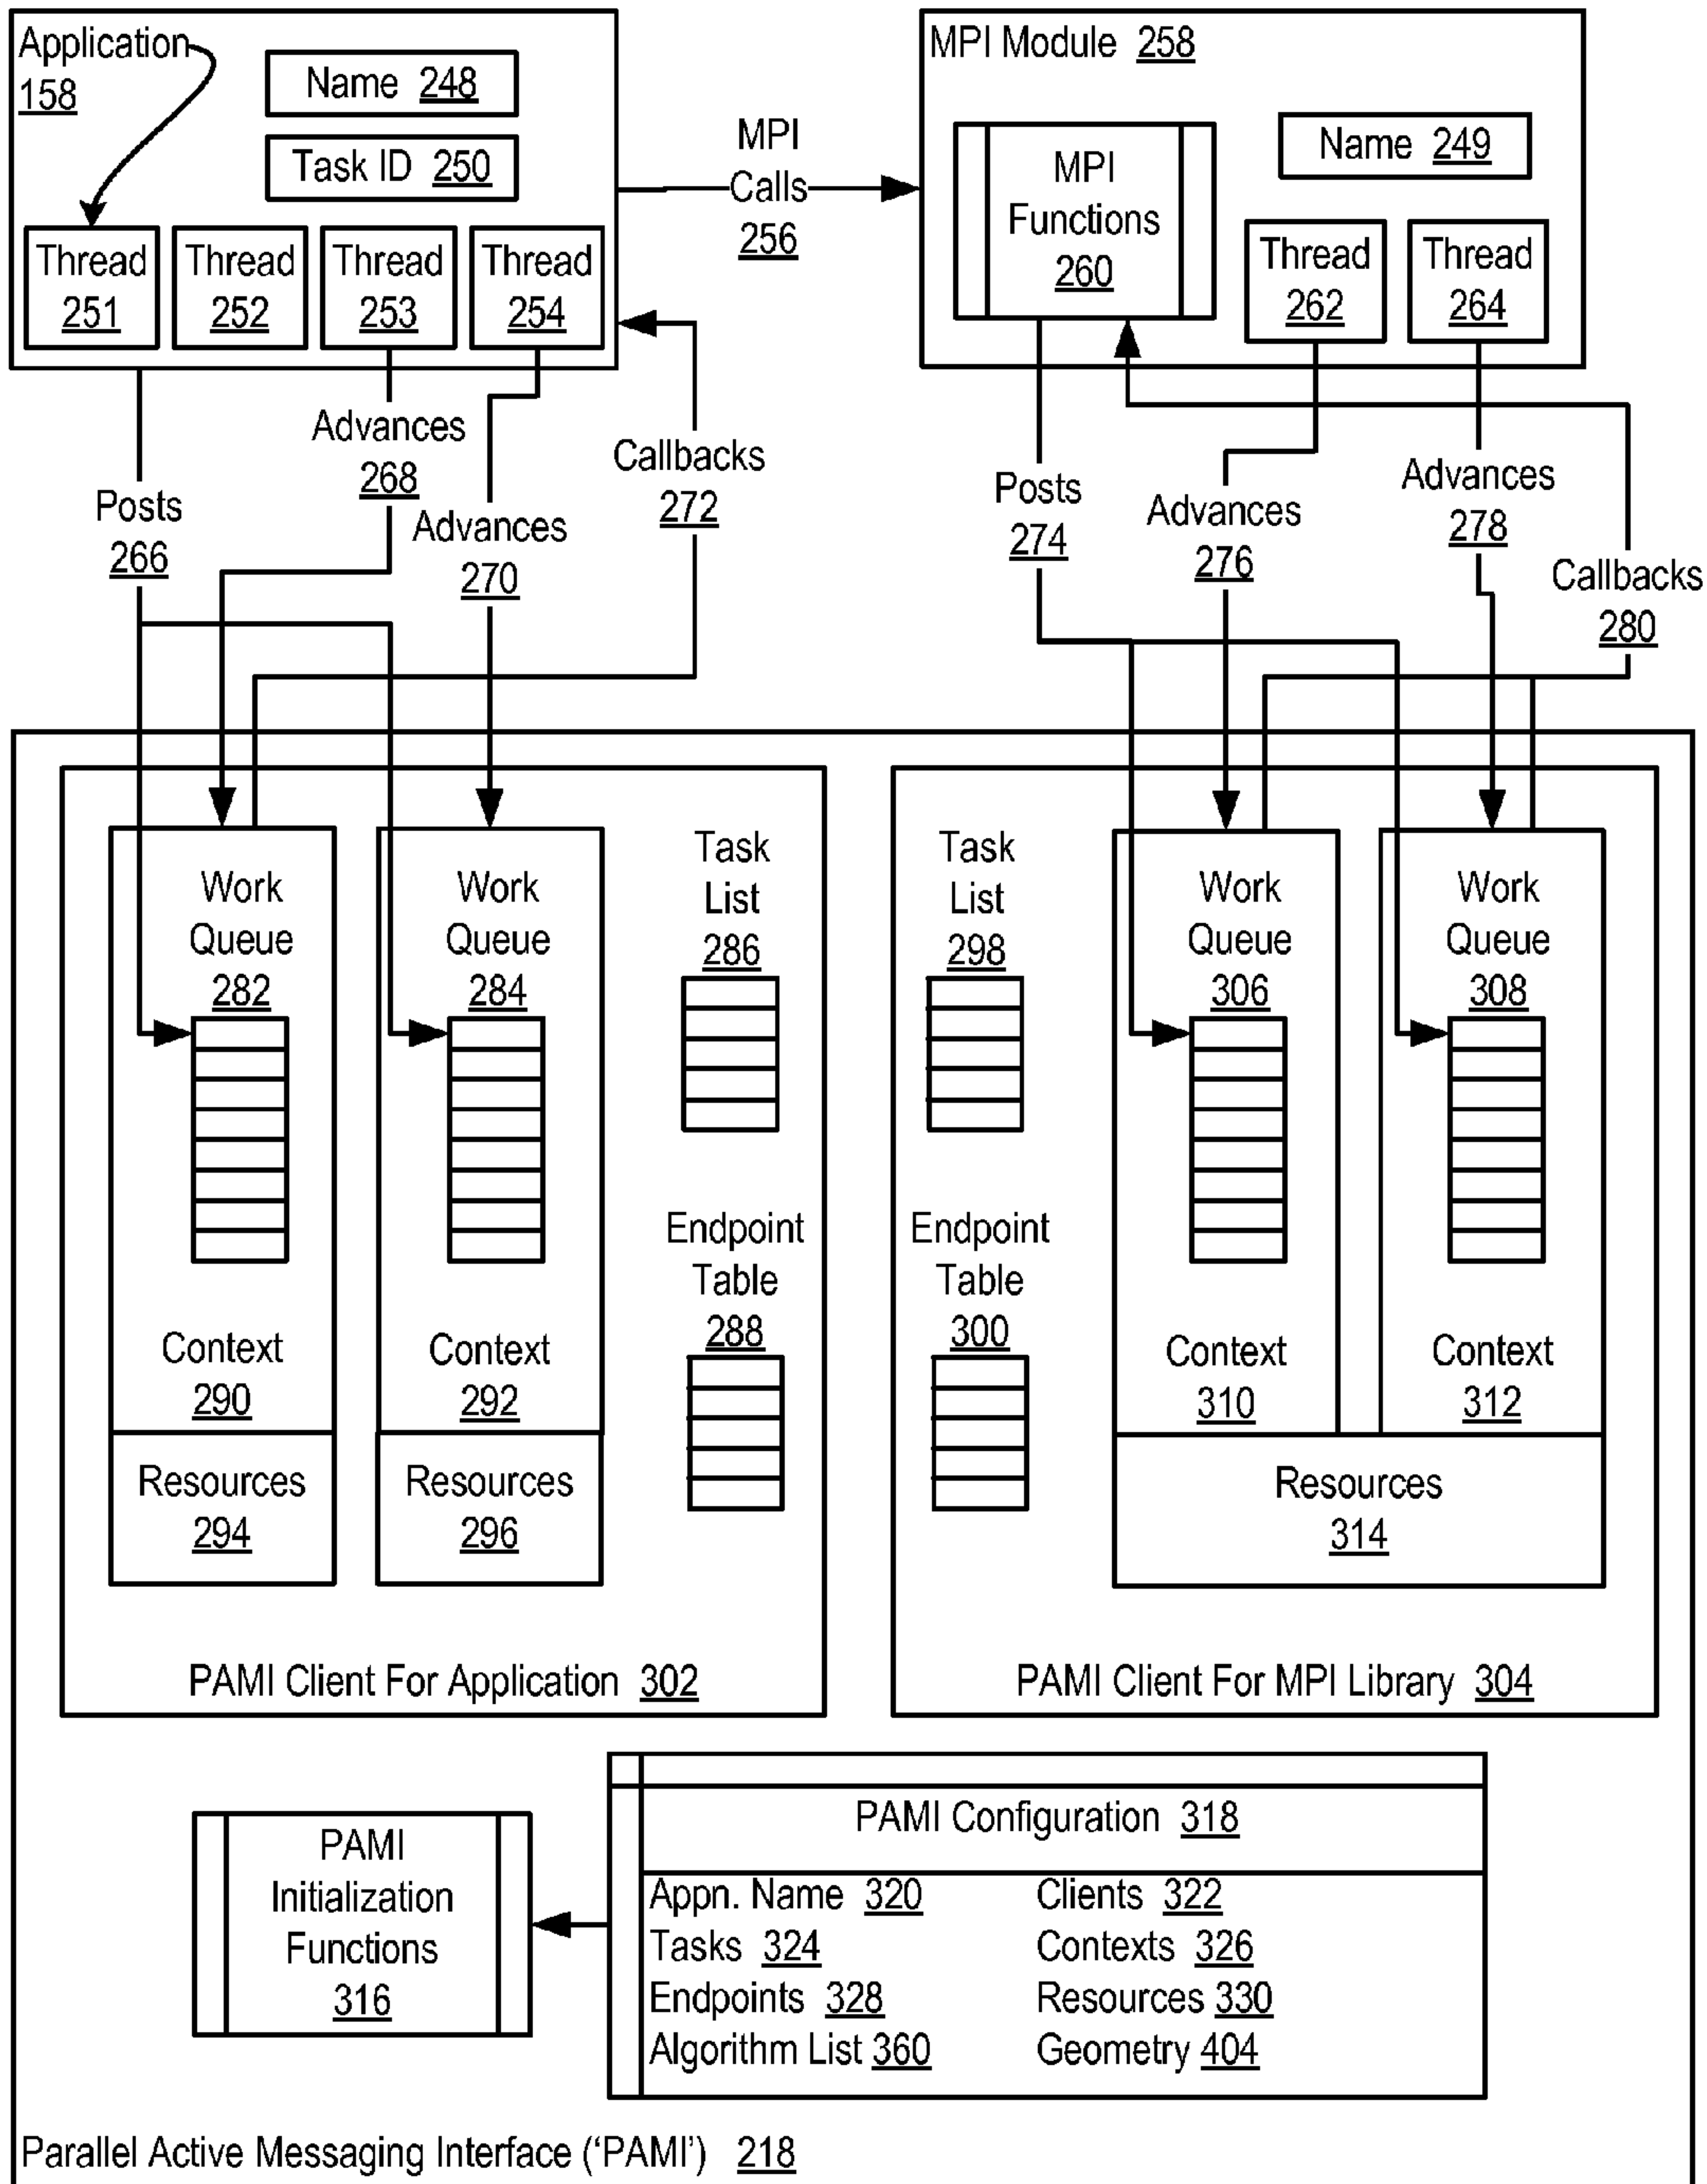 Application
158
Name 248
Task ID 250
Thread
251
Thread
252
Thread
253
Thread
254
MPI
Calls
256
MPI Module 258
MPI
Functions
260
Name 249
Thread
262
Thread
264
Posts
266
Advances
268
Advances
270
Callbacks
272
Posts
274
Advances
276
Advances
278
Callbacks
280
Work
Queue
282
Context
290
Resources
294
Work
Queue
284
Context
292
Resources
296
Task
List
286
Endpoint
Table
288
PAMI Client For Application 302
Task
List
298
Endpoint
Table
300
Work
Queue
306
Context
310
Work
Queue
308
Context
312
Resources
314
PAMI Client For MPI Library 304
PAMI
Initialization
Functions
316
PAMI Configuration 318
Appn. Name 320 Clients 322
Tasks 324 Contexts 326
Endpoints 328 Resources 330
Algorithm List 360 Geometry 404
Parallel Active Messaging Interface (‘PAMI’) 218